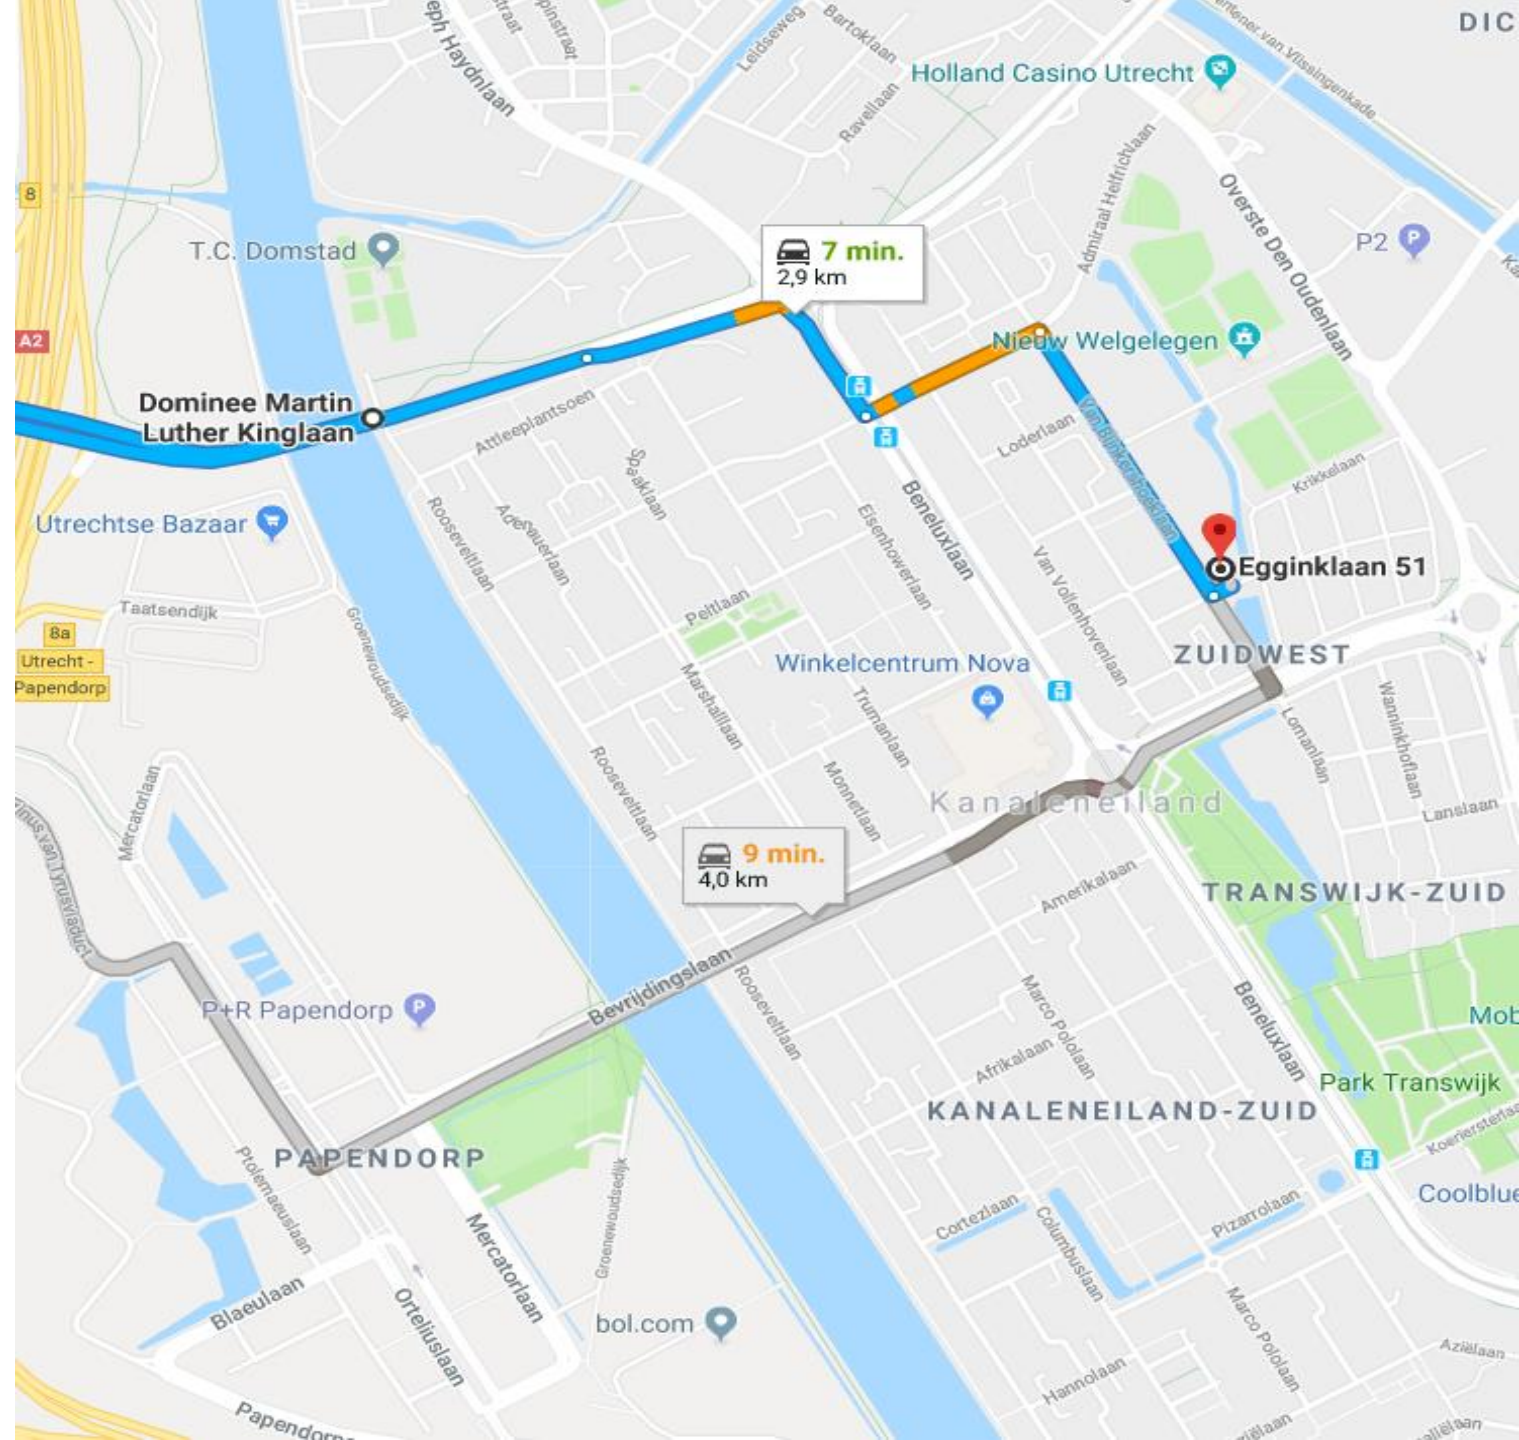 DIC
Leidseweg
Bartoklaan
Holland Casino Utrecht
Ravellaan
Admiraal Helfrichlaan
Overste Den Oudenlaan
8
T.C. Domstad
P2
P
7 min.
2,9 km
A2
Nieuw Welgelegen
Dominee Martin
Luther Kinglaan
Attleeplantsoen
Loderlaan
Van Bijnkershoeklaan
Krikkelaan
Spaaklaan
Rooseveltlaan
Adenauerlaan
Eisenhowerlaan
Beneluxlaan
Van Vollenhovenlaan
Utrechtse Bazaar
Egginklaan 51
Taatsendijk
Groenewoudsedijk
Peltlaan
8a
Utrecht -
Papendorp
Winkelcentrum Nova
ZUIDWEST
Marshalllaan
Trumanlaan
Lomanlaan
Wanninkhoflaan
Mercatorlaan
Rooseveltlaan
Monnetlaan
Kanaleneiland
Lanslaan
9 min.
4,0 km
Amerikalaan
TRANSWIJK-ZUID
Bevrijdingslaan
Rooseveltlaan
Marco Pololaan
Beneluxlaan
P+R Papendorp
P
Mob
Afrikalaan
Park Transwijk
KANALENEILAND-ZUID
PAPENDORP
Ptolemaeuslaan
Groenewoudsedijk
Mercatorlaan
Cortezlaan
Columbuslaan
Pizarrolaan
Coolblue
Blaeulaan
Orteliuslaan
bol.com
Marco Pololaan
Aziëlaan
Hannolaan